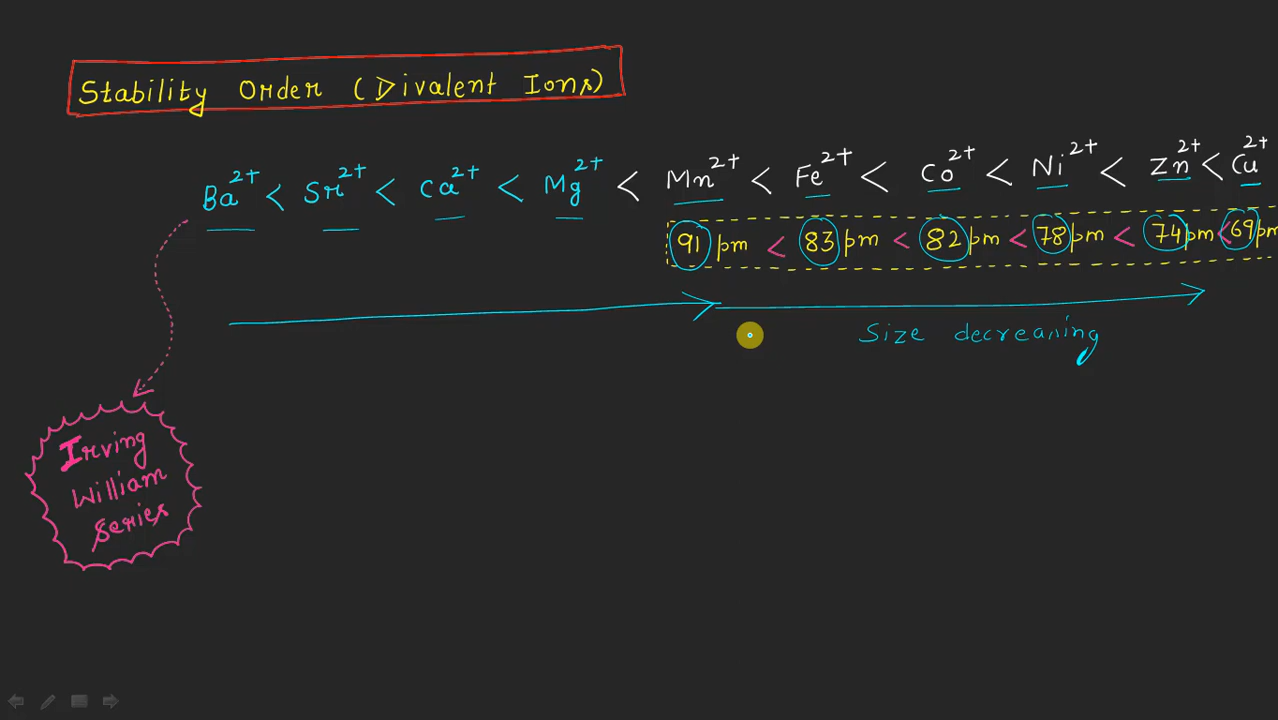 Stability Order (Divalent Ions)
Ba²⁺ < Sr²⁺ < Ca²⁺ < Mg²⁺ < Mn²⁺ < Fe²⁺ < Co²⁺ < Ni²⁺ < Zn²⁺ < Cu²⁺
91 pm < 83 pm < 82 pm < 78 pm < 74 pm < 69 pm
Size decreasing
Irving
William
Series